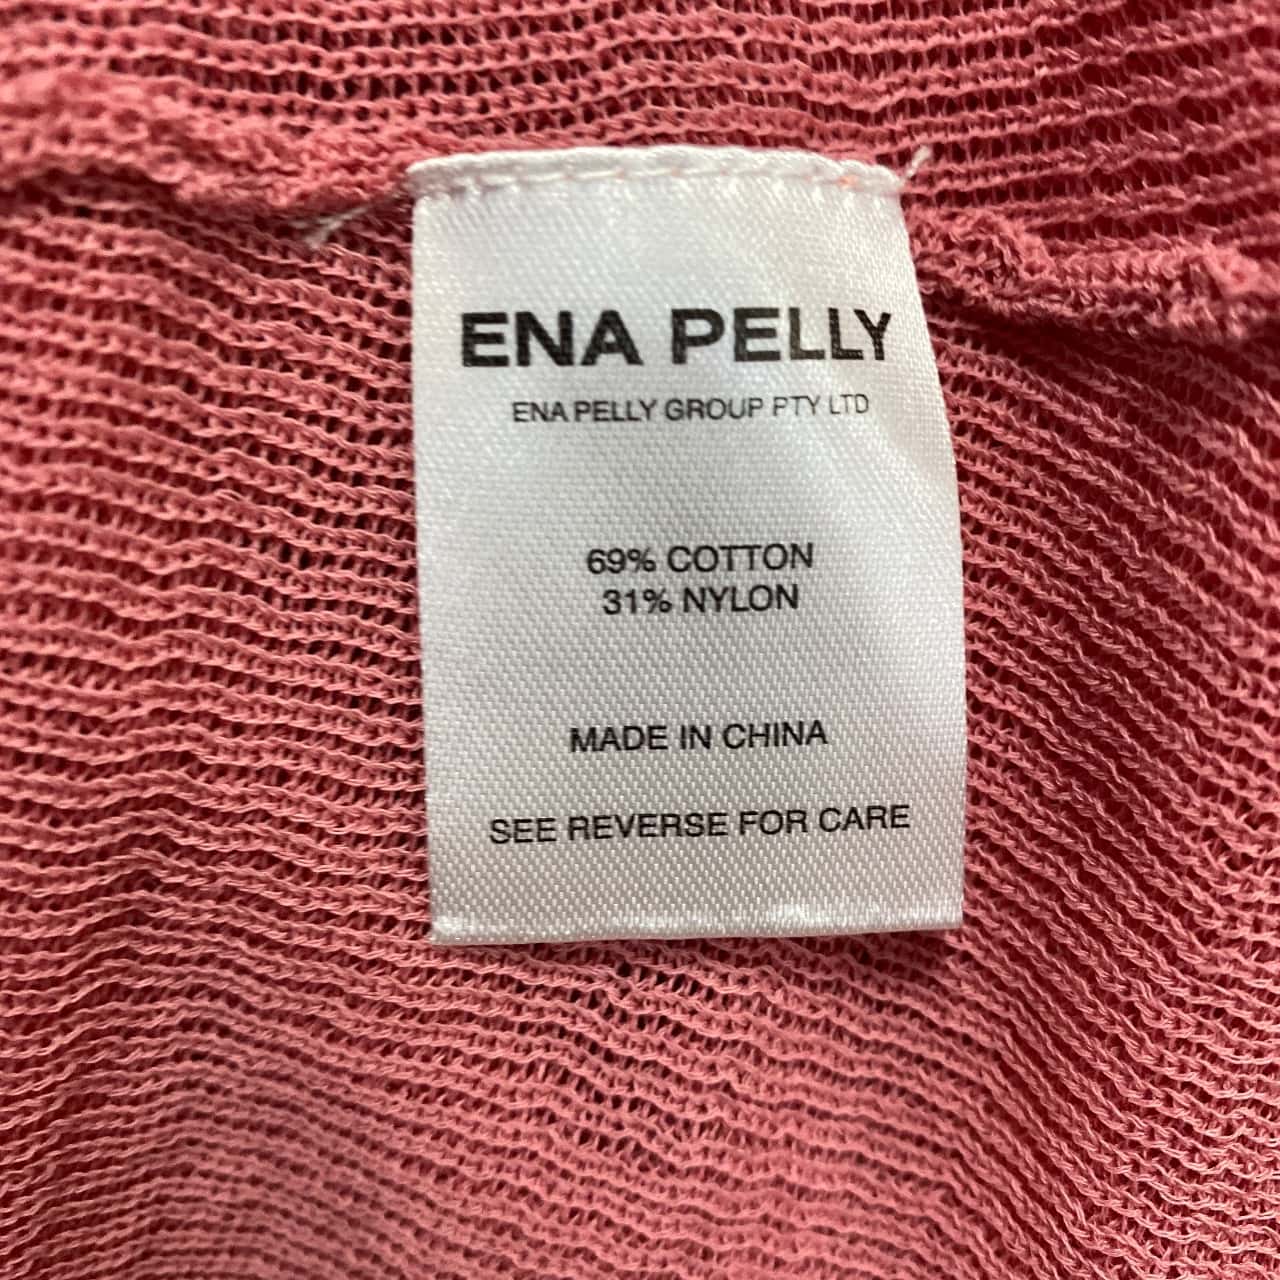 ENA PELLY
ENA PELLY GROUP PTY LTD
69% COTTON
31% NYLON
MADE IN CHINA
SEE REVERSE FOR CARE